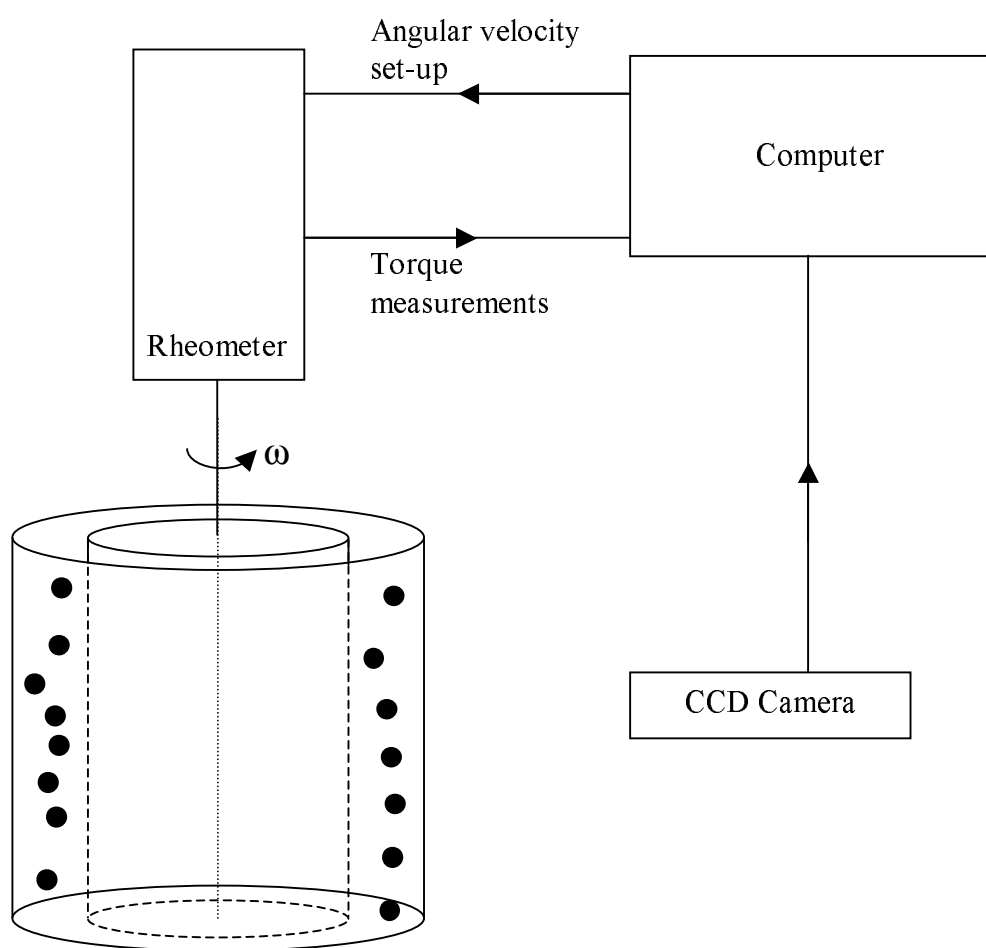 Angular velocity
set-up
Computer
Torque
measurements
Rheometer
ω
CCD Camera